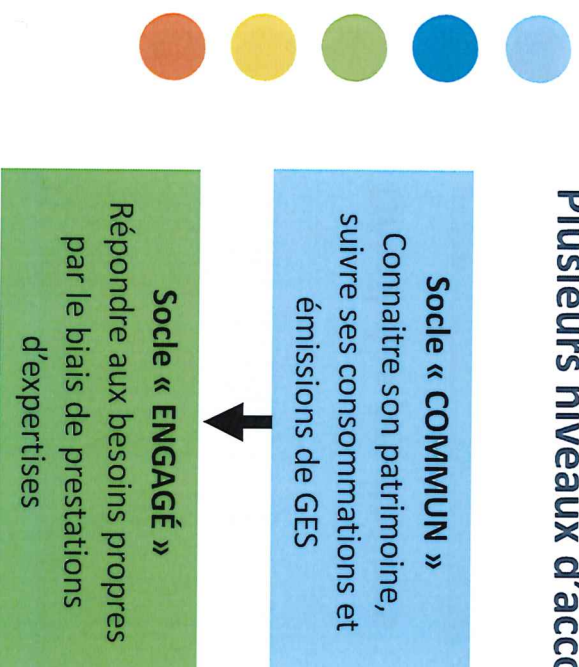 Plusieurs niveaux d'acc
Socle « COMMUN »
Connaitre son patrimoine,
suivre ses consommations et
émissions de GES
Socle « ENGAGÉ »
Répondre aux besoins propres
par le biais de prestations
d'expertises